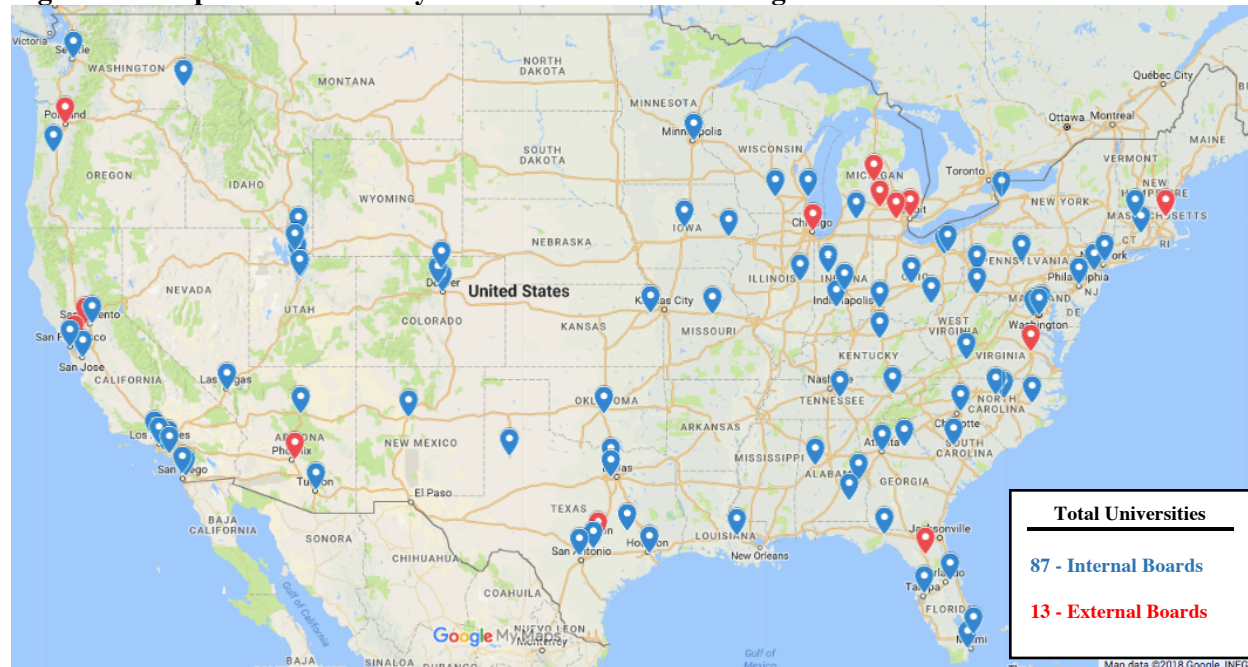 Victoria
Seattle
WASHINGTON
MONTANA
NORTH
DAKOTA
MINNESOTA
Québec City
Ottawa
Montreal
MAINE
Portland
Minneapolis
SOUTH
DAKOTA
WISCONSIN
MICHIGAN
Toronto
VERMONT
NEW
HAMPSHIRE
OREGON
IDAHO
WYOMING
NEW YORK
MASSACHUSETTS
CT
RI
Chicago
IOWA
NEBRASKA
ILLINOIS
INDIANA
OHIO
PENNSYLVANIA
Philadelphia
NJ
NEVADA
UTAH
Denver
United States
Kansas City
Indianapolis
MARYLAND
DE
Washington
Sacramento
San Francisco
San Jose
COLORADO
KANSAS
MISSOURI
WEST
VIRGINIA
VIRGINIA
KENTUCKY
CALIFORNIA
Las Vegas
Nashville
TENNESSEE
NORTH
CAROLINA
Charlotte
OKLAHOMA
ARKANSAS
Los Angeles
ARIZONA
Phoenix
NEW MEXICO
Atlanta
SOUTH
CAROLINA
MISSISSIPPI
ALABAMA
San Diego
Tucson
Dallas
GEORGIA
El Paso
TEXAS
BAJA
CALIFORNIA
SONORA
CHIHUAHUA
San Antonio
Houston
LOUISIANA
New Orleans
Jacksonville
Orlando
Tampa
FLORIDA
Miami
COAHUILA
Gulf of
California
NUEVO LEON
Monterrey
Google My Maps
BAJA
SINALOA
DURANGO
Gulf of
Mexico
Total Universities
87 - Internal Boards
13 - External Boards
Map data ©2018 Google, INEGI